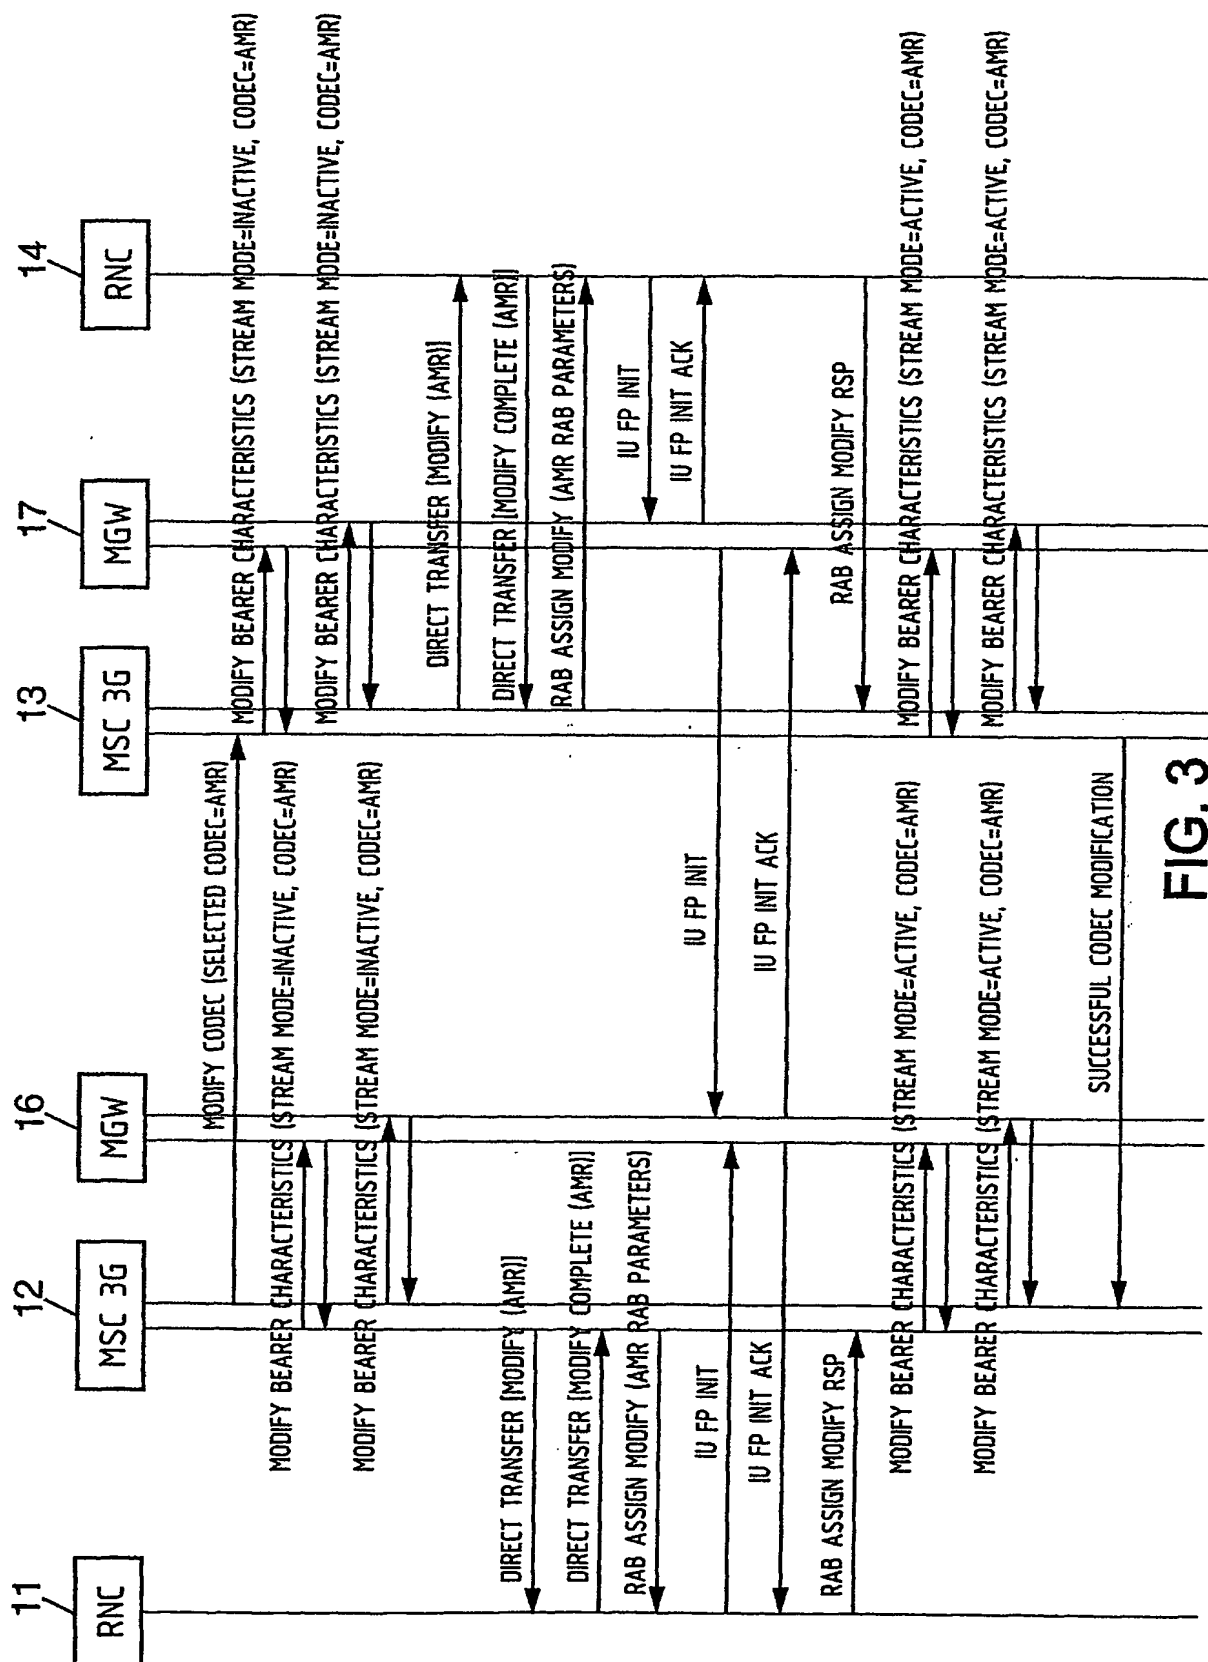 11 12 16 13 17 14
RNC MSC 3G MGW MSC 3G MGW RNC
MODIFY CODEC (SELECTED CODEC=AMR)
MODIFY BEARER CHARACTERISTICS (STREAM MODE=INACTIVE, CODEC=AMR)
MODIFY BEARER CHARACTERISTICS (STREAM MODE=INACTIVE, CODEC=AMR)
MODIFY BEARER CHARACTERISTICS (STREAM MODE=INACTIVE, CODEC=AMR)
MODIFY BEARER CHARACTERISTICS (STREAM MODE=INACTIVE, CODEC=AMR)
DIRECT TRANSFER [MODIFY (AMR)]
DIRECT TRANSFER [MODIFY COMPLETE (AMR)]
DIRECT TRANSFER [MODIFY (AMR)]
RAB ASSIGN MODIFY (AMR RAB PARAMETERS)
DIRECT TRANSFER [MODIFY COMPLETE (AMR)]
IU FP INIT
RAB ASSIGN MODIFY (AMR RAB PARAMETERS)
IU FP INIT ACK
IU FP INIT
IU FP INIT
IU FP INIT ACK
IU FP INIT ACK
RAB ASSIGN MODIFY RSP
RAB ASSIGN MODIFY RSP
MODIFY BEARER CHARACTERISTICS (STREAM MODE=ACTIVE, CODEC=AMR)
MODIFY BEARER CHARACTERISTICS (STREAM MODE=ACTIVE, CODEC=AMR)
MODIFY BEARER CHARACTERISTICS (STREAM MODE=ACTIVE, CODEC=AMR)
MODIFY BEARER CHARACTERISTICS (STREAM MODE=ACTIVE, CODEC=AMR)
SUCCESSFUL CODEC MODIFICATION
FIG. 3